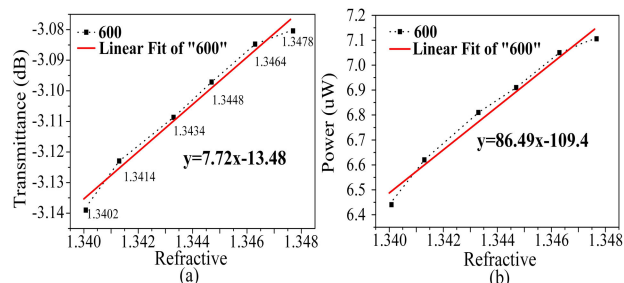 600
Linear Fit of "600"
Transmittance (dB)
-3.08
-3.09
-3.10
-3.11
-3.12
-3.13
-3.14
1.3478
1.3464
1.3448
1.3434
1.3414
1.3402
y=7.72x-13.48
1.340 1.342 1.344 1.346 1.348
Refractive
(a)
600
Linear Fit of "600"
Power (uW)
7.2
7.1
7.0
6.9
6.8
6.7
6.6
6.5
6.4
y=86.49x-109.4
1.340 1.342 1.344 1.346 1.348
Refractive
(b)